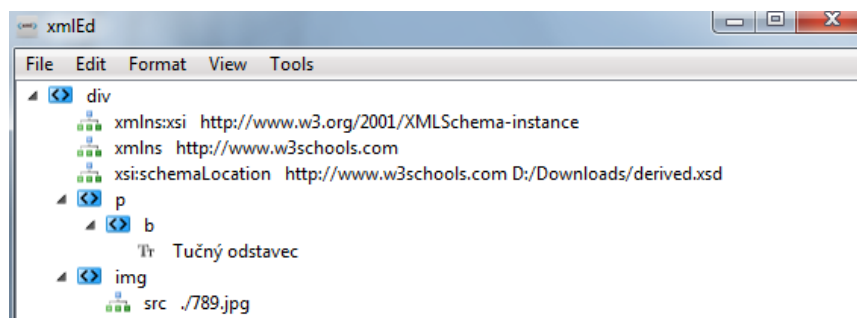 xmlEd
File Edit Format View Tools
div
xmlns:xsi http://www.w3.org/2001/XMLSchema-instance
xmlns http://www.w3schools.com
xsi:schemaLocation http://www.w3schools.com D:/Downloads/derived.xsd
p
b
Tr Tučný odstavec
img
src ./789.jpg